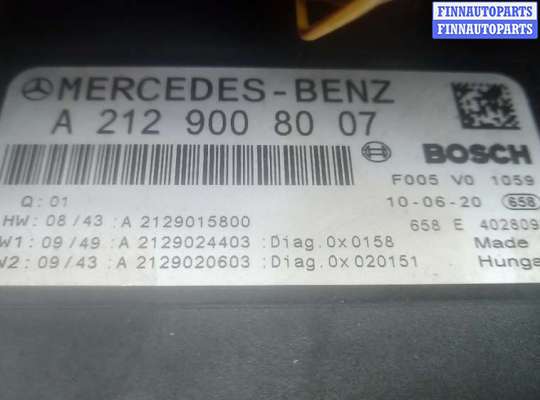 FINNAUTOPARTS
FINNAUTOPARTS
MERCEDES-BENZ
A 212 900 80 07
BOSCH
F005 V0 1059
Q: 01
10-06-20 658
HW: 08/43 :A 2129015800
658 E 402809
W1: 09/49 :A 2129024403 :Diag.0x0158
Made
W2: 09/43 :A 2129020603 :Diag.0x020151
Hunga